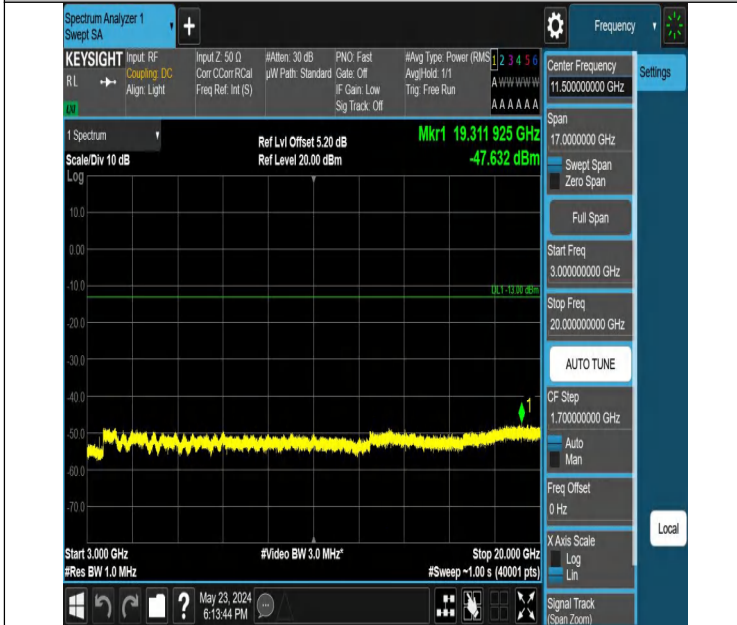 Spectrum Analyzer 1
Swept SA
+
Frequency
KEYSIGHT
RL
Input: RF
Coupling: DC
Align: Light
Input Z: 50 Ω
Corr CCorr RCal
Freq Ref: Int (S)
#Atten: 30 dB
µW Path: Standard
PNO: Fast
Gate: Off
IF Gain: Low
Sig Track: Off
#Avg Type: Power (RMS
Avg|Hold: 1/1
Trig: Free Run
1 2 3 4 5 6
A W W W W W
A A A A A A
1 Spectrum
Scale/Div 10 dB
Log
Ref Lvl Offset 5.20 dB
Ref Level 20.00 dBm
Mkr1 19.311 925 GHz
-47.632 dBm
10.0
0.00
-10.0
DL1 -13.00 dBm
-20.0
-30.0
-40.0
1
-50.0
-60.0
-70.0
Start 3.000 GHz
#Res BW 1.0 MHz
#Video BW 3.0 MHz*
Stop 20.000 GHz
#Sweep ~1.00 s (40001 pts)
?
May 23, 2024
6:13:44 PM
Center Frequency
11.500000000 GHz
Settings
Span
17.0000000 GHz
Swept Span
Zero Span
Full Span
Start Freq
3.000000000 GHz
Stop Freq
20.000000000 GHz
AUTO TUNE
CF Step
1.700000000 GHz
Auto
Man
Freq Offset
0 Hz
X Axis Scale
Log
Lin
Local
Signal Track
(Span Zoom)